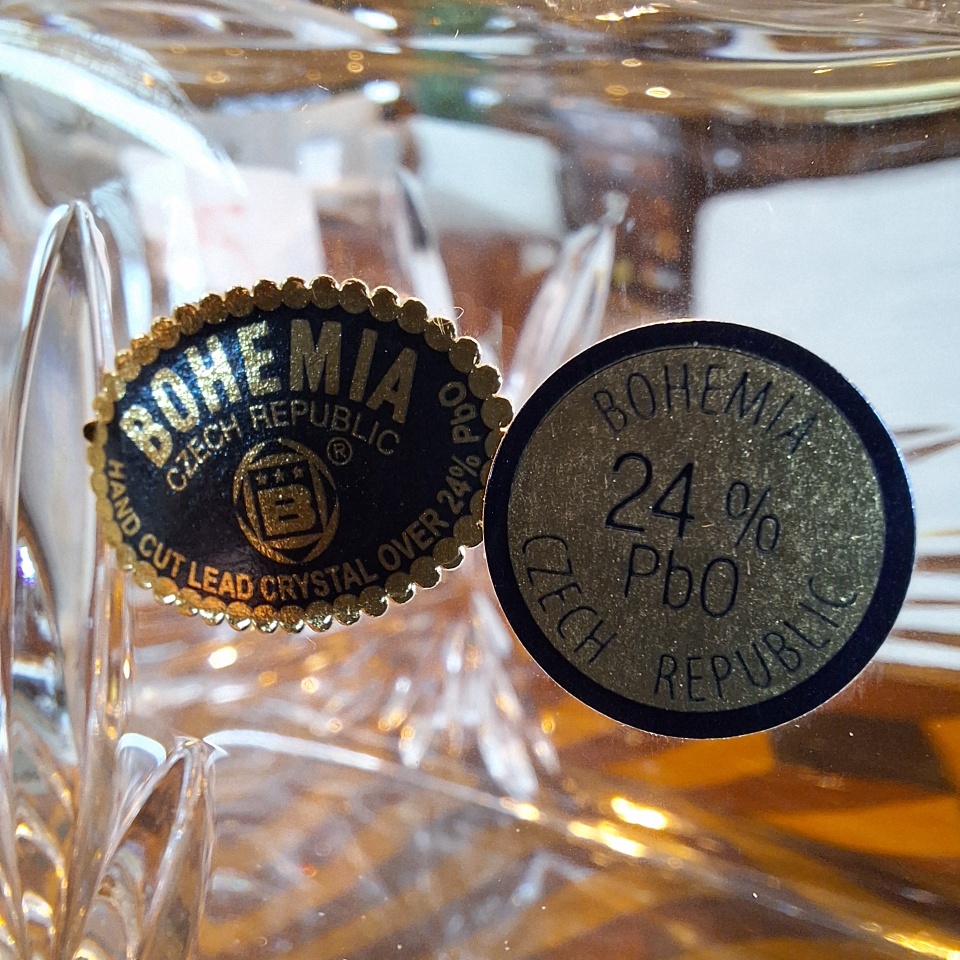 BOHEMIA
CZECH REPUBLIC
®
B
HAND CUT LEAD CRYSTAL OVER 24% PbO
BOHEMIA
24 %
PbO
CZECH REPUBLIC